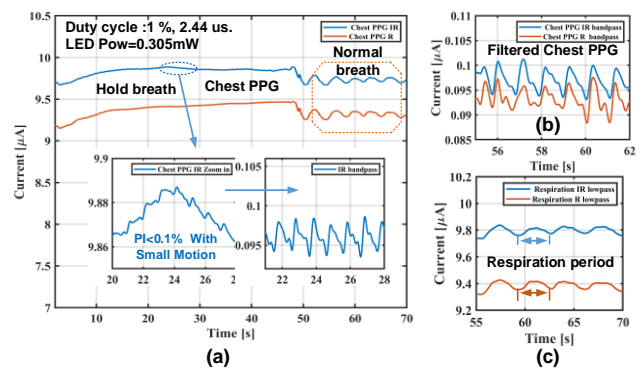 Duty cycle :1 %, 2.44 us.
LED Pow=0.305mW
Chest PPG IR
Chest PPG R
10.5
10
9.5
9
8.5
8
7.5
7
Current [µA]
Normal
breath
Hold breath
Chest PPG
9.9
9.88
9.86
Chest PPG IR Zoom in
PI<0.1% With
Small Motion
20
22
24
26
0.105
0.1
0.095
IR bandpass
22
24
26
28
10
20
30
40
50
60
70
Time [s]
(a)
0.11
0.105
0.1
0.095
0.09
0.085
Current [µA]
Chest PPG IR bandpass
Chest PPG R bandpass
Filtered Chest PPG
(b)
56
58
60
62
Time [s]
10.2
10
9.8
9.6
9.4
9.2
Current [µA]
Respiration IR lowpass
Respiration R lowpass
Respiration period
55
60
65
70
Time [s]
(c)